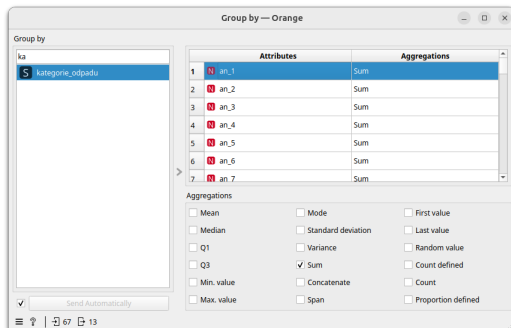 Group by — Orange
Group by
ka
S kategorie_odpadu
Attributes Aggregations
1 N an_1 Sum
2 N an_2 Sum
3 N an_3 Sum
4 N an_4 Sum
5 N an_5 Sum
6 N an_6 Sum
7 N an_7 Sum
Aggregations
Mean Mode First value
Median Standard deviation Last value
Q1 Variance Random value
Q3 Sum Count defined
Min. value Concatenate Count
Max. value Span Proportion defined
Send Automatically
67 13